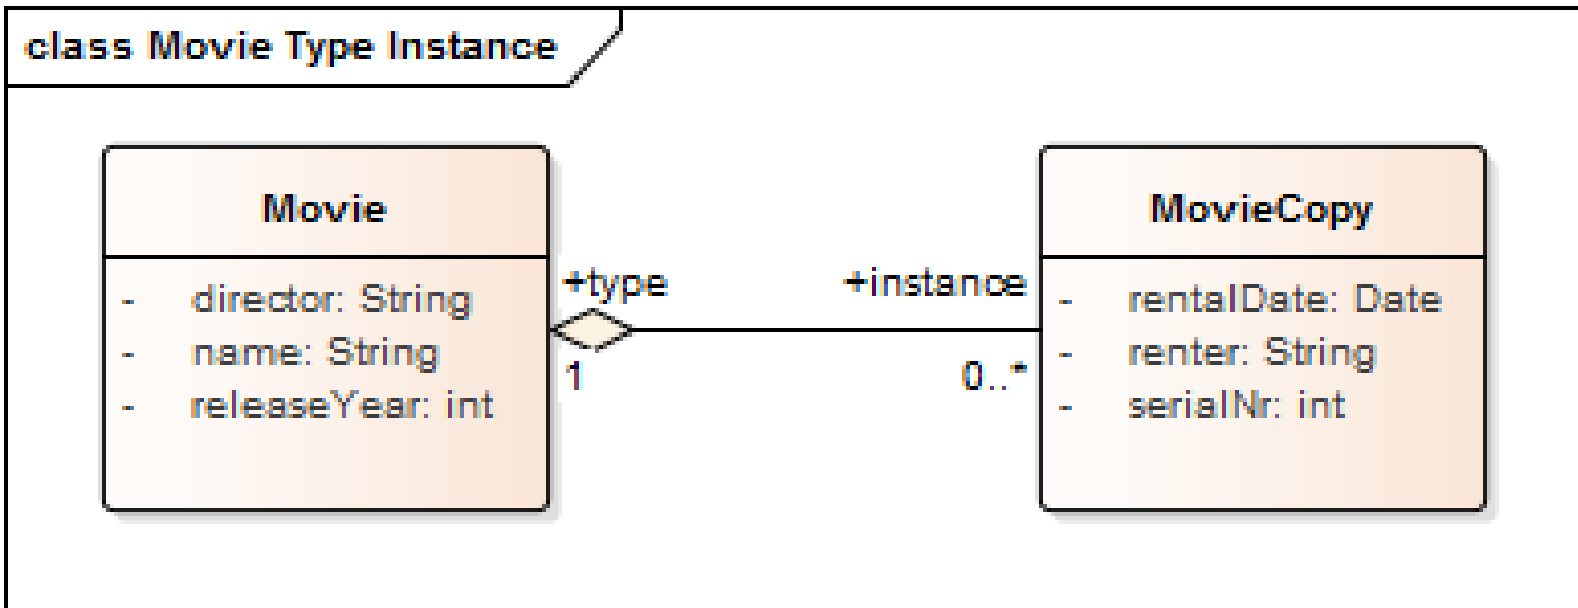 class Movie Type Instance
Movie
- director: String
- name: String
- releaseYear: int
+type
1
+instance
0..*
MovieCopy
- rentalDate: Date
- renter: String
- serialNr: int